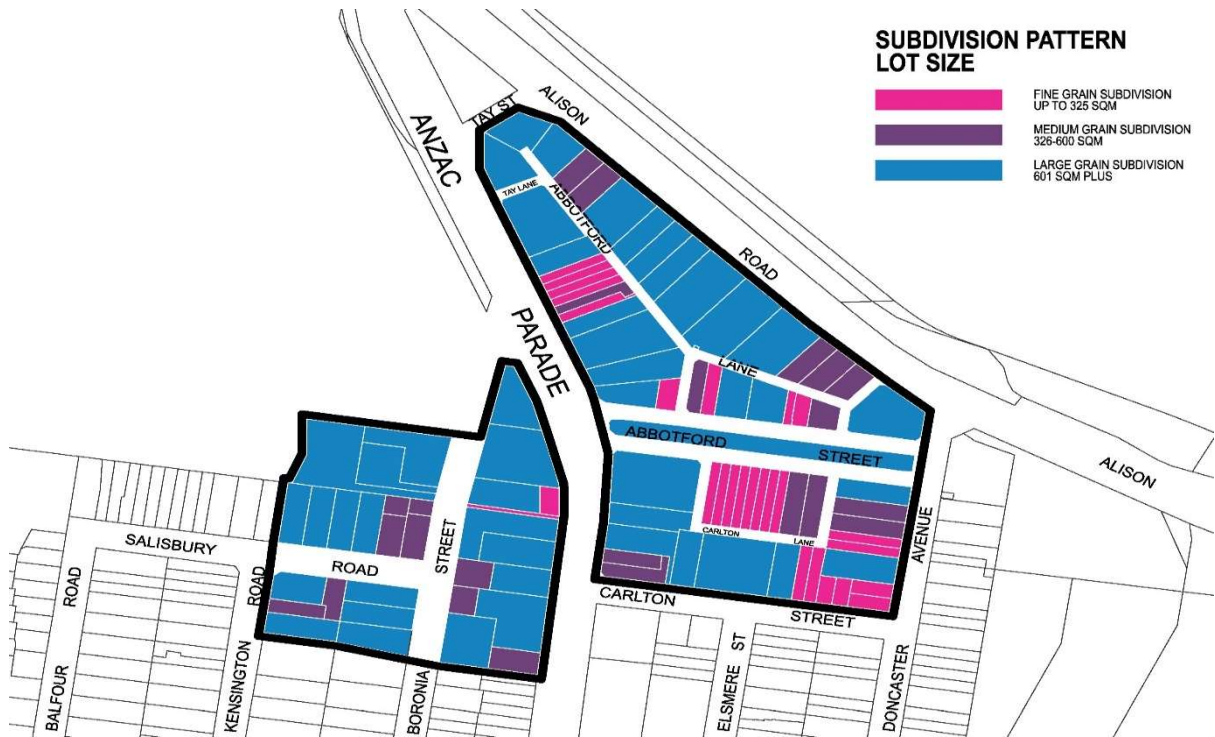 SUBDIVISION PATTERN
LOT SIZE
FINE GRAIN SUBDIVISION
UP TO 325 SQM
MEDIUM GRAIN SUBDIVISION
326-600 SQM
LARGE GRAIN SUBDIVISION
601 SQM PLUS
TAY ST
ALISON
ANZAC
TAY LANE
ABBOTFORD
ROAD
PARADE
LANE
ABBOTFORD
STREET
ALISON
CARLTON
LANE
AVENUE
STREET
SALISBURY
ROAD
ROAD
ROAD
CARLTON
STREET
BALFOUR
KENSINGTON
BORONIA
ELSMERE ST
DONCASTER